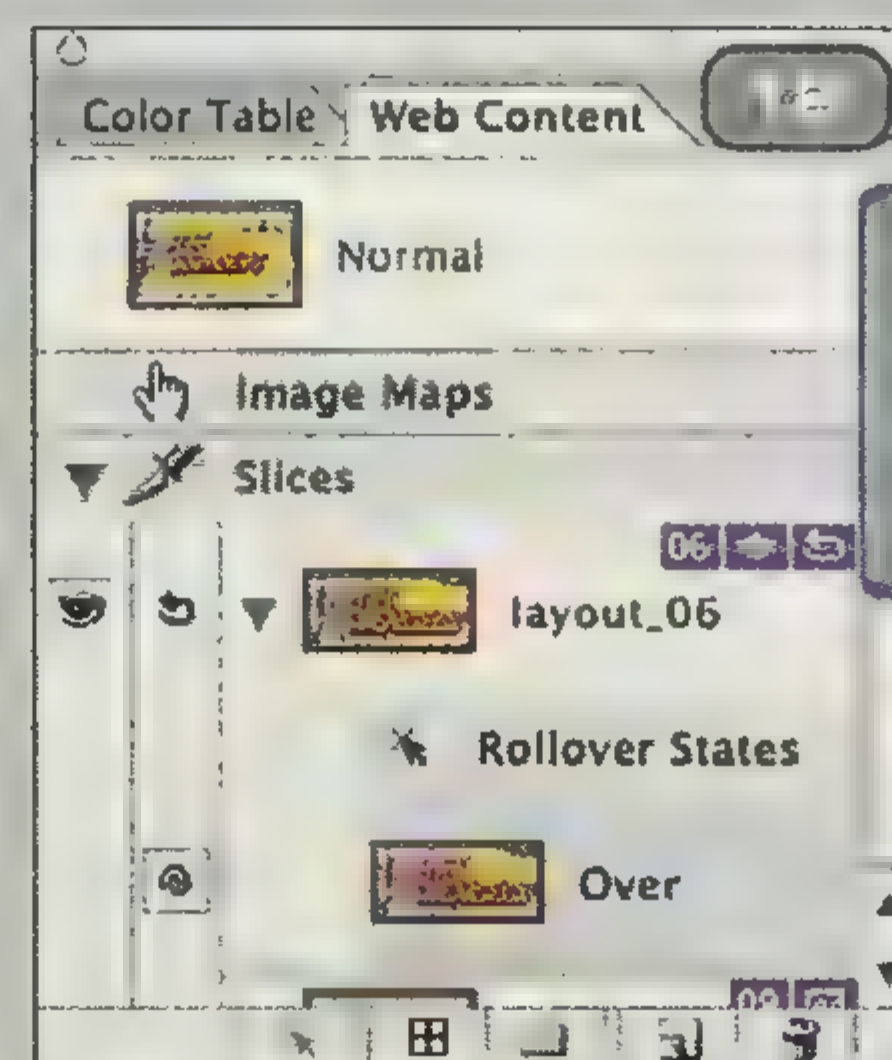 Color Table Web Content
Normal
Image Maps
Slices
06
layout_06
Rollover States
Over